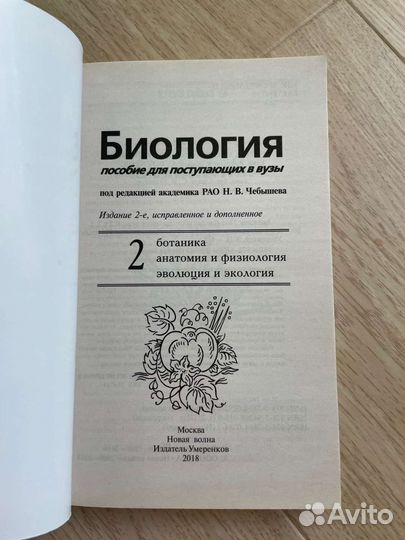 Биология
пособие для поступающих в вузы
под редакцией академика РАО Н. В. Чебышева
Издание 2-е, исправленное и дополненное
2
ботаника
анатомия и физиология
эволюция и экология
Москва
Новая волна
Издатель Умеренков
2018
Avito